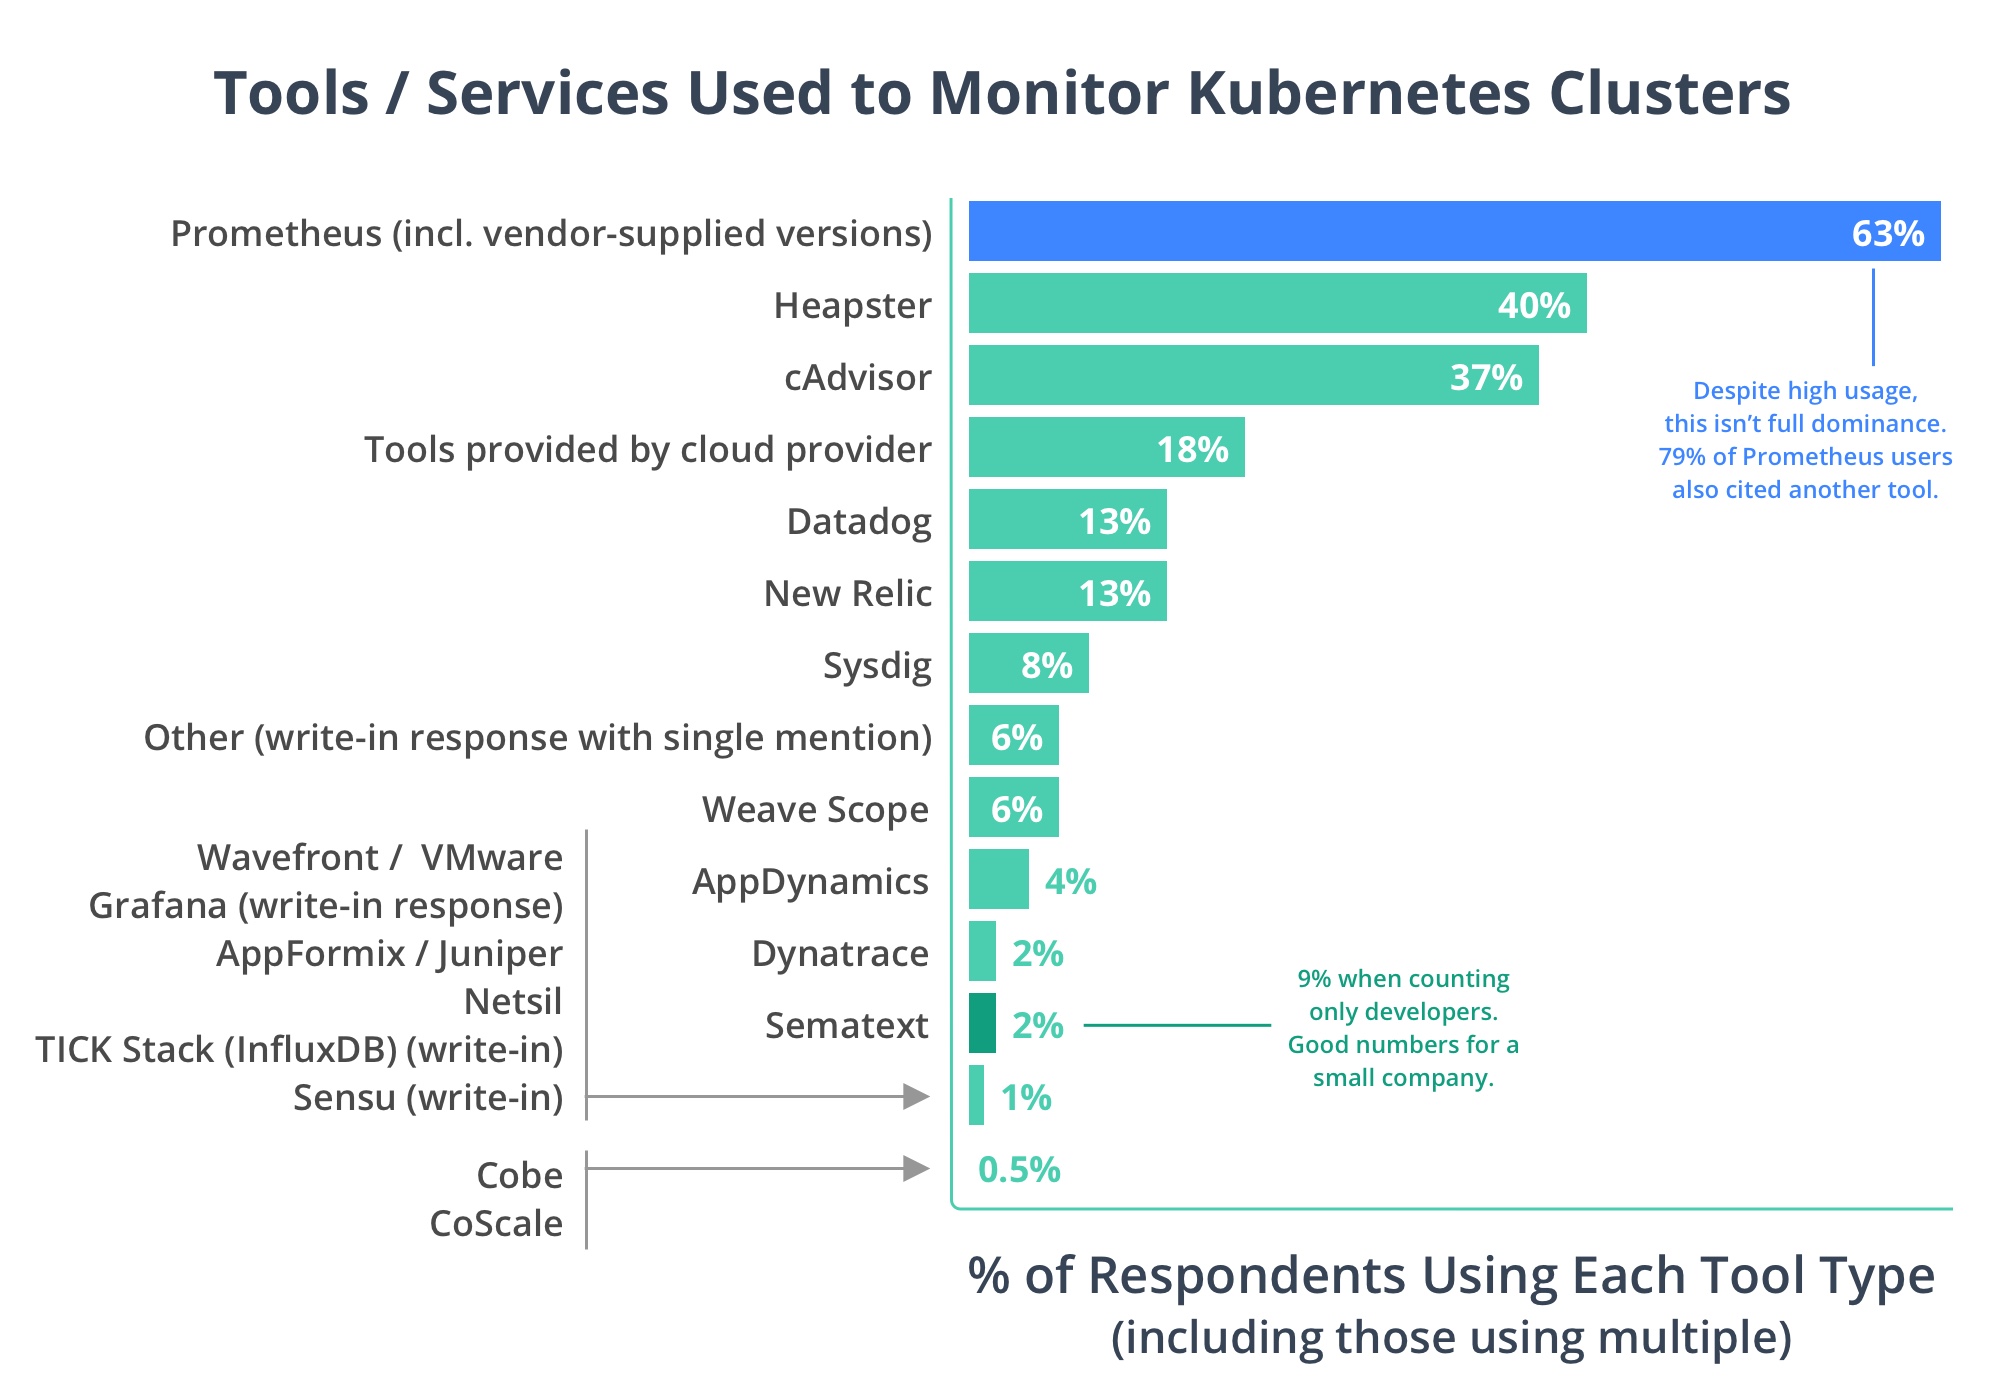 Tools / Services Used to Monitor Kubernetes Clusters
Prometheus (incl. vendor-supplied versions)
63%
Heapster
40%
cAdvisor
37%
Despite high usage,
this isn’t full dominance.
79% of Prometheus users
also cited another tool.
Tools provided by cloud provider
18%
Datadog
13%
New Relic
13%
Sysdig
8%
Other (write-in response with single mention)
6%
Weave Scope
6%
AppDynamics
4%
Dynatrace
2%
Sematext
2%
9% when counting
only developers.
Good numbers for a
small company.
Wavefront /  VMware
Grafana (write-in response)
AppFormix / Juniper
Netsil
TICK Stack (InfluxDB) (write-in)
Sensu (write-in)
1%
Cobe
CoScale
0.5%
% of Respondents Using Each Tool Type
(including those using multiple)